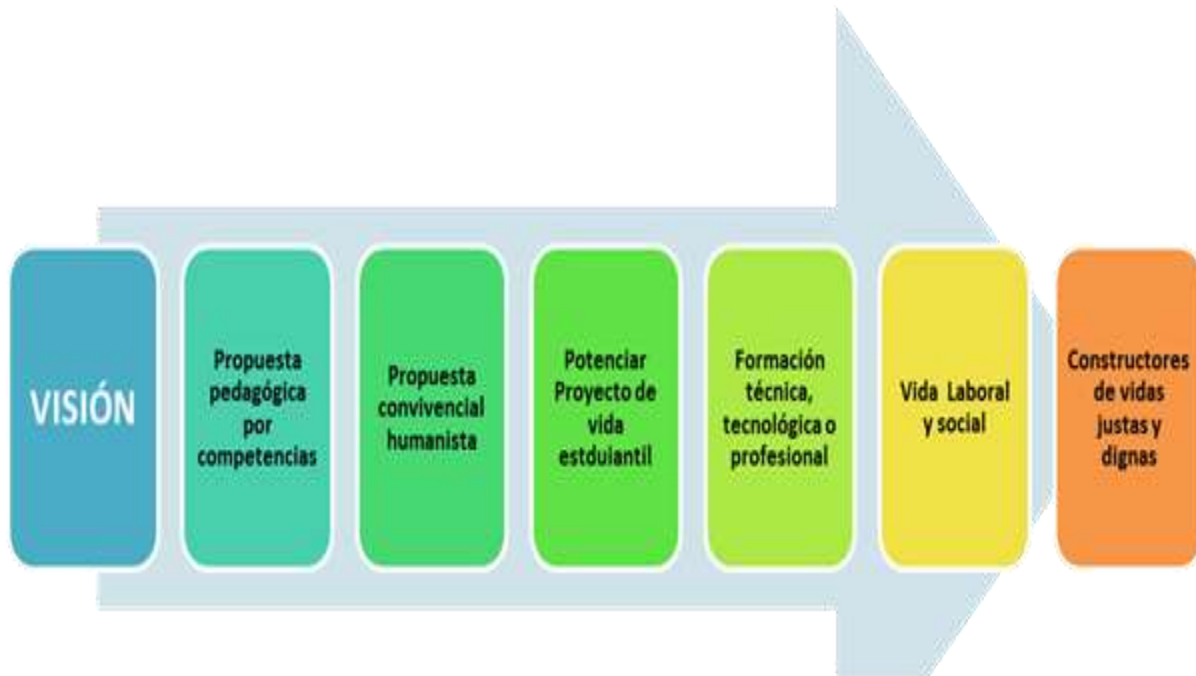 VISIÓN
Propuesta
pedagógica
por
competencias
Propuesta
convivencial
humanista
Potenciar
Proyecto de
vida
estduiantil
Formación
técnica,
tecnológica o
profesional
Vida Laboral
y social
Constructores
de vidas
justas y
dignas